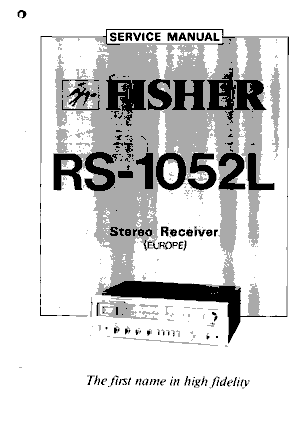 SERVICE MANUAL
FISHER
RS-1052L
Stereo Receiver
(EUROPE)
The first name in high fidelity